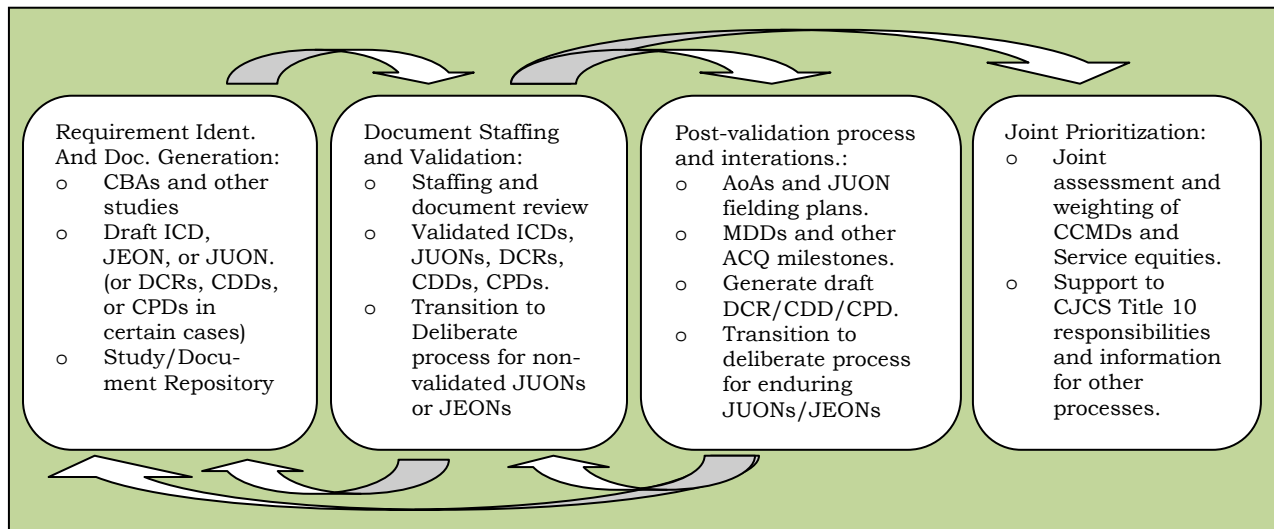 Requirement Ident.
And Doc. Generation:
o CBAs and other
studies
o Draft ICD,
JEON, or JUON.
(or DCRs, CDDs,
or CPDs in
certain cases)
o Study/Docu-
ment Repository
Document Staffing
and Validation:
o Staffing and
document review
o Validated ICDs,
JUONs, DCRs,
CDDs, CPDs.
o Transition to
Deliberate
process for non-
validated JUONs
or JEONs
Post-validation process
and interations.:
o AoAs and JUON
fielding plans.
o MDDs and other
ACQ milestones.
o Generate draft
DCR/CDD/CPD.
o Transition to
deliberate process
for enduring
JUONs/JEONs
Joint Prioritization:
o Joint
assessment and
weighting of
CCMDs and
Service equities.
o Support to
CJCS Title 10
responsibilities
and information
for other
processes.